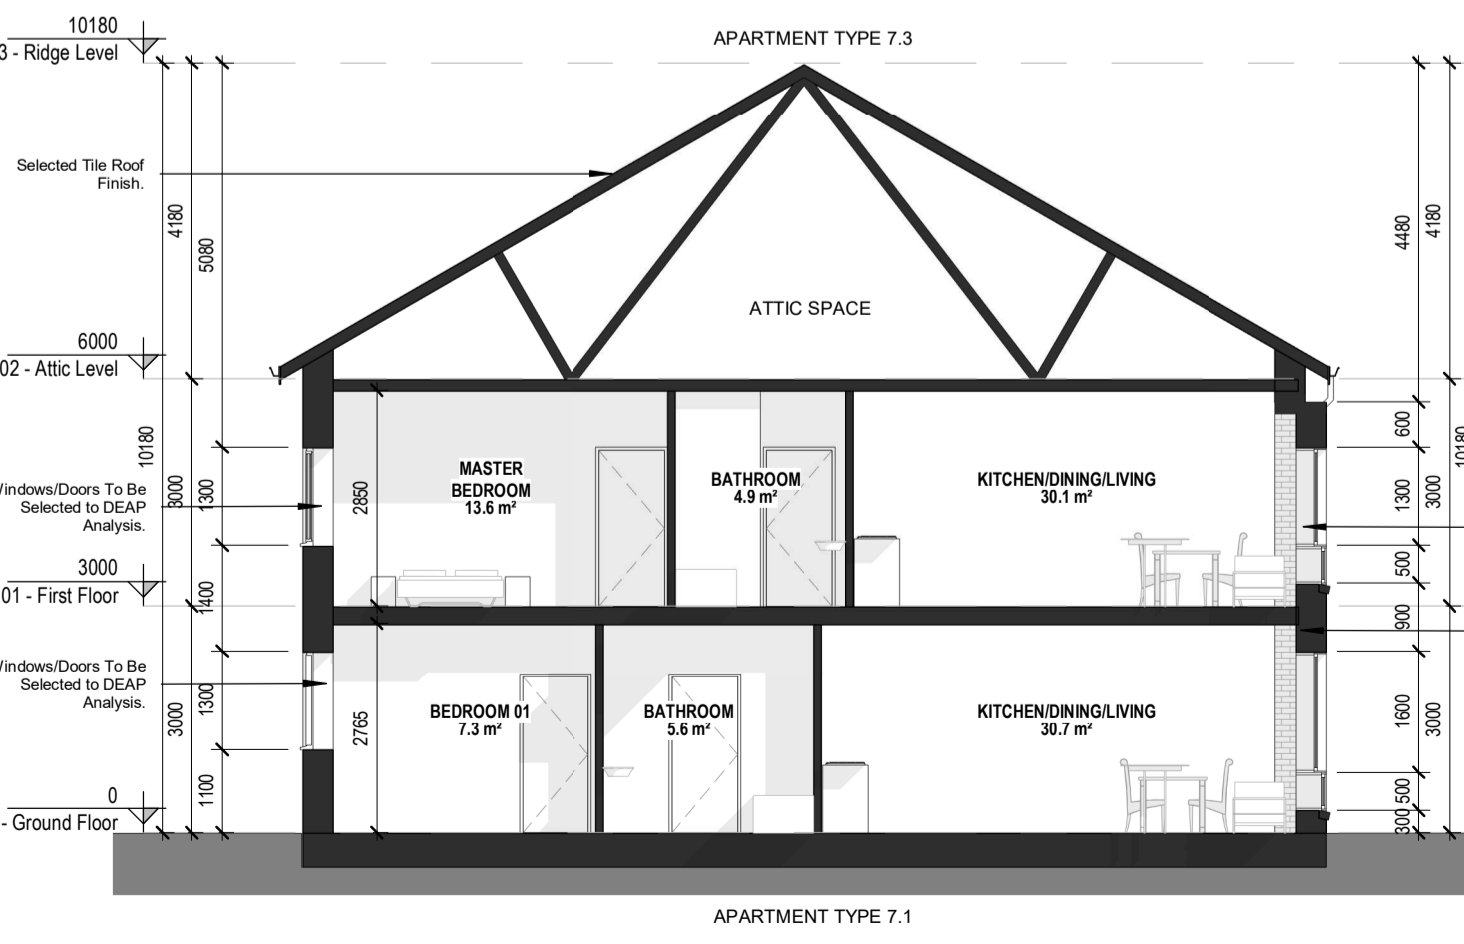 10180
3 - Ridge Level
APARTMENT TYPE 7.3
Selected Tile Roof
Finish.
4180
5080
4480
4180
ATTIC SPACE
6000
02 - Attic Level
10180
3000
1300
2850
MASTER
BEDROOM
13.6 m²
BATHROOM
4.9 m²
KITCHEN/DINING/LIVING
30.1 m²
600
1300
3000
10180
500
Windows/Doors To Be
Selected to DEAP
Analysis.
3000
01 - First Floor
1400
900
Windows/Doors To Be
Selected to DEAP
Analysis.
3000
1300
2765
BEDROOM 01
7.3 m²
BATHROOM
5.6 m²
KITCHEN/DINING/LIVING
30.7 m²
1600
3000
1100
500
300
0
- Ground Floor
APARTMENT TYPE 7.1